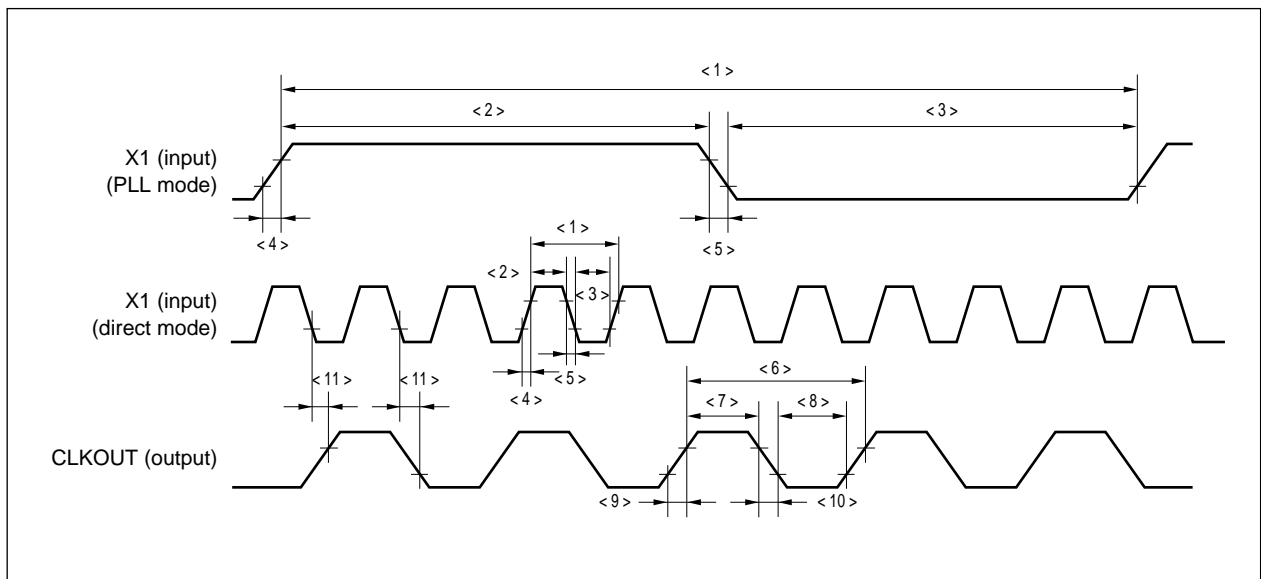 <1>
<2> <3>
X1 (input)
(PLL mode)
<4> <1> <5>
<2> <3>
X1 (input)
(direct mode)
<11> <11> <4> <5> <6>
<7> <8>
CLKOUT (output)
<9> <10>